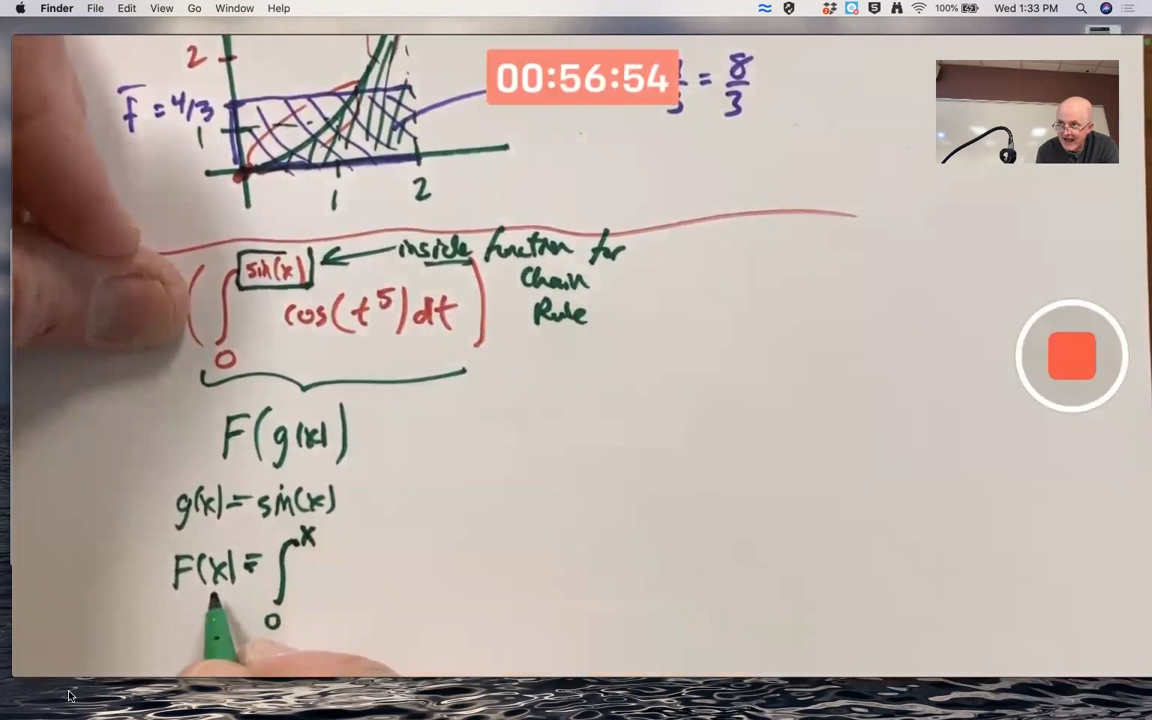 Finder File Edit View Go Window Help 100% Wed 1:33 PM
2
00:56:54
= 8/3
F̄ = 4/3
1
1 2
sin(x) ← inside function for
Chain
Rule
( ∫ cos(t⁵) dt )
0
F(g(x))
g(x) = sin(x)
F(x) = ∫ x
0